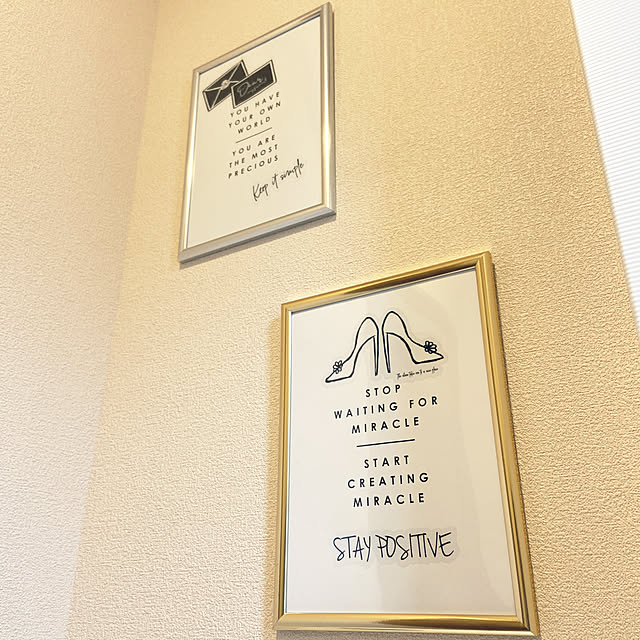 Dear
YOU HAVE
YOUR OWN
WORLD
YOU ARE
THE MOST
PRECIOUS
Keep it simple
STOP
WAITING FOR
MIRACLE
START
CREATING
MIRACLE
STAY POSITIVE